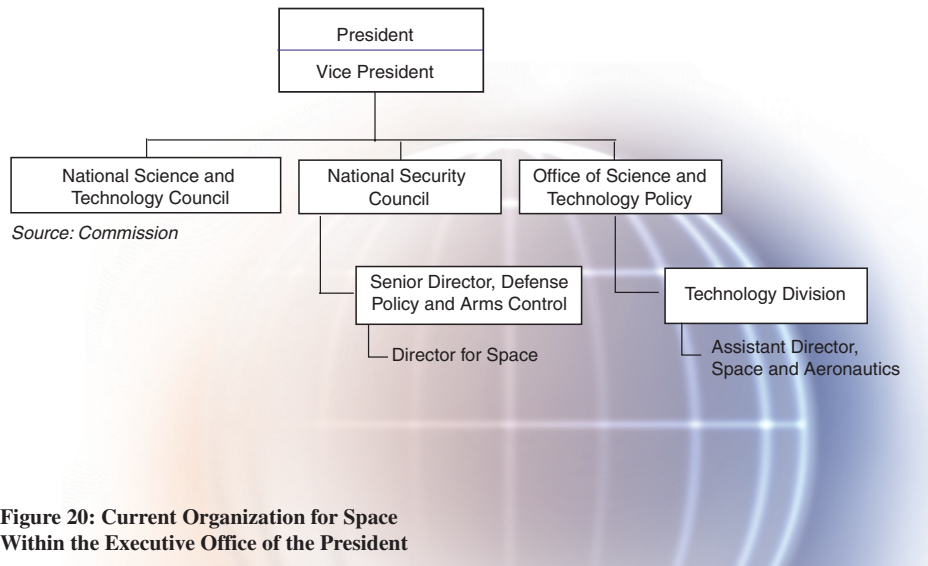 President
Vice President
National Science and
Technology Council
National Security
Council
Office of Science and
Technology Policy
Source: Commission
Senior Director, Defense
Policy and Arms Control
Technology Division
Director for Space
Assistant Director,
Space and Aeronautics
Figure 20: Current Organization for Space
Within the Executive Office of the President